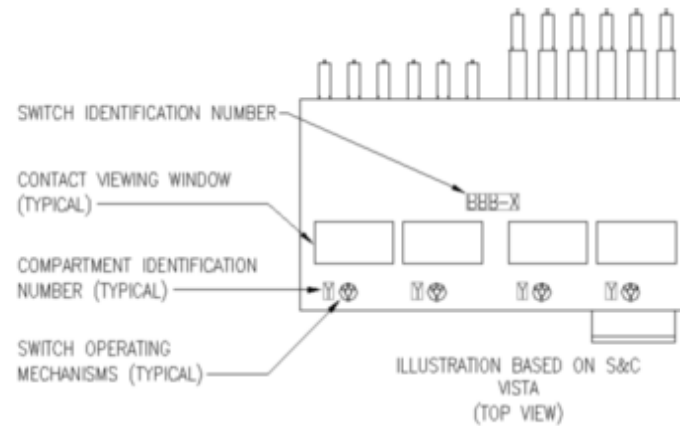 SWITCH IDENTIFICATION NUMBER
BBB-X
CONTACT VIEWING WINDOW
(TYPICAL)
COMPARTMENT IDENTIFICATION
NUMBER (TYPICAL)
Y Y Y Y
SWITCH OPERATING
MECHANISMS (TYPICAL)
ILLUSTRATION BASED ON S&C
VISTA
(TOP VIEW)